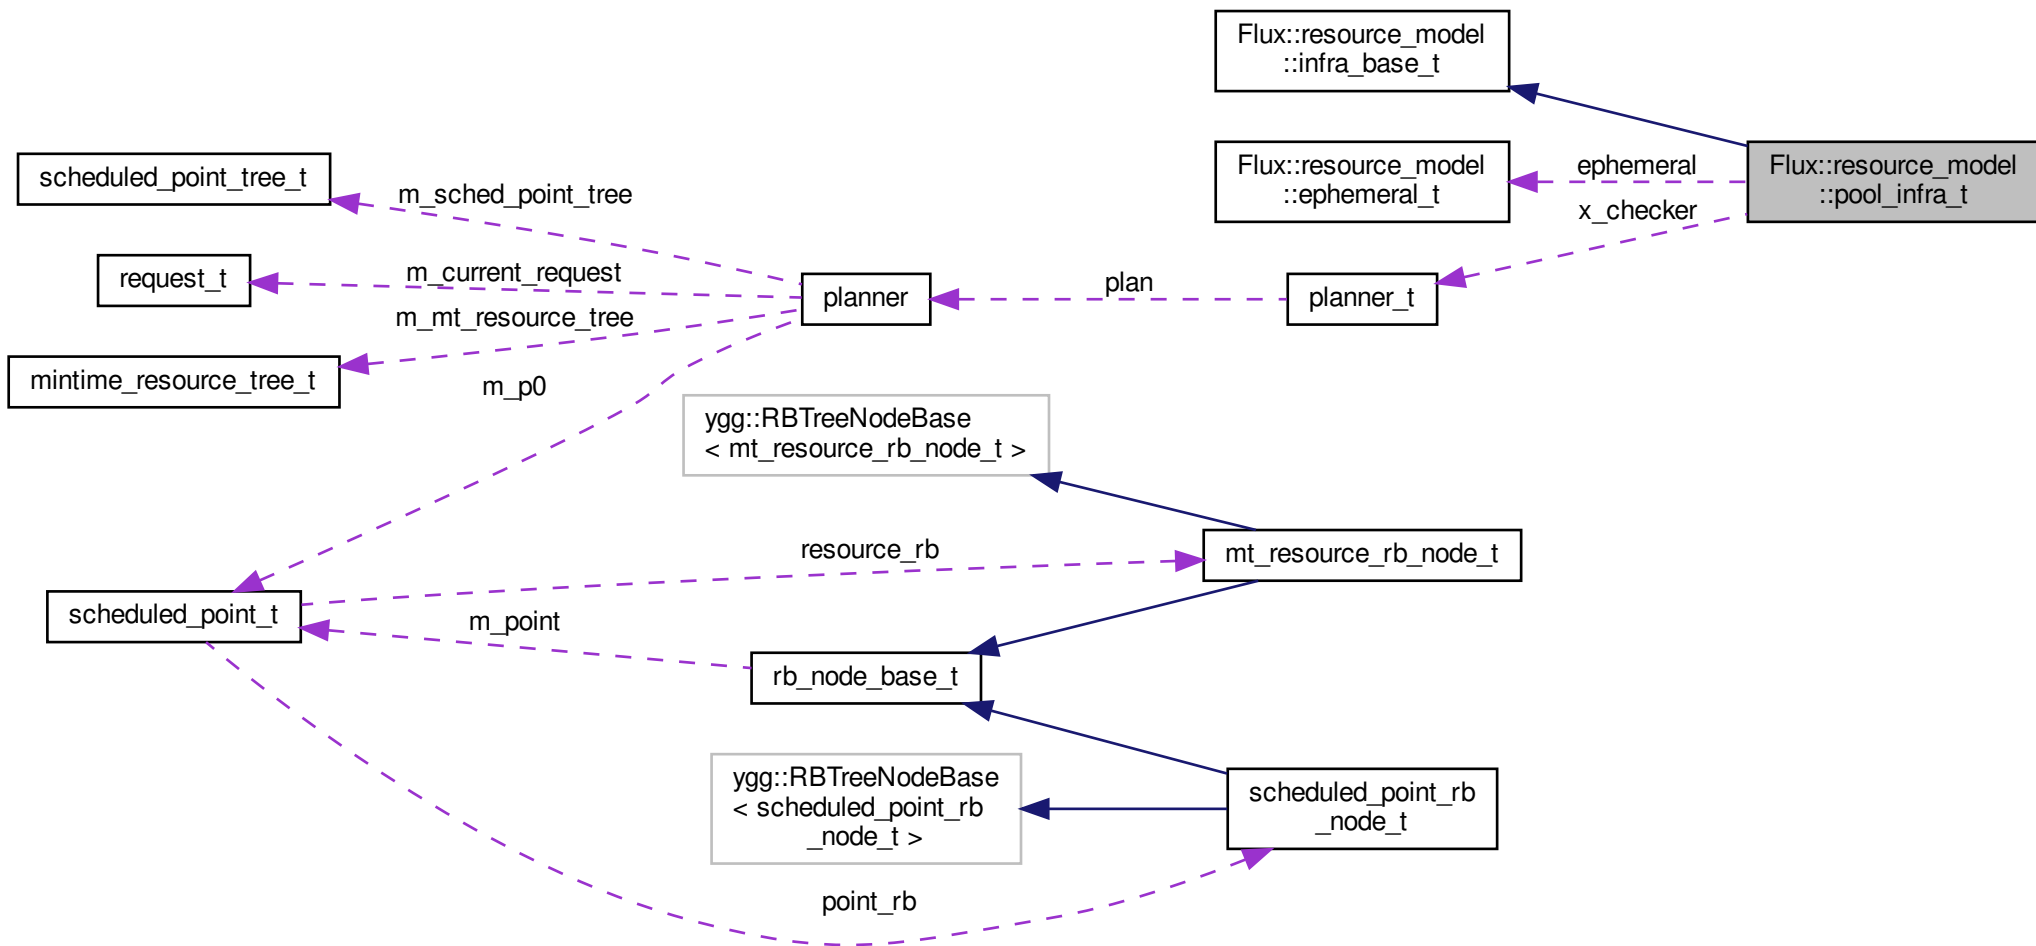 Flux::resource_model
::infra_base_t
Flux::resource_model
::ephemeral_t
ephemeral
Flux::resource_model
::pool_infra_t
x_checker
scheduled_point_tree_t
m_sched_point_tree
request_t
m_current_request
planner
plan
planner_t
m_mt_resource_tree
mintime_resource_tree_t
m_p0
ygg::RBTreeNodeBase
< mt_resource_rb_node_t >
resource_rb
mt_resource_rb_node_t
scheduled_point_t
m_point
rb_node_base_t
ygg::RBTreeNodeBase
< scheduled_point_rb
_node_t >
scheduled_point_rb
_node_t
point_rb